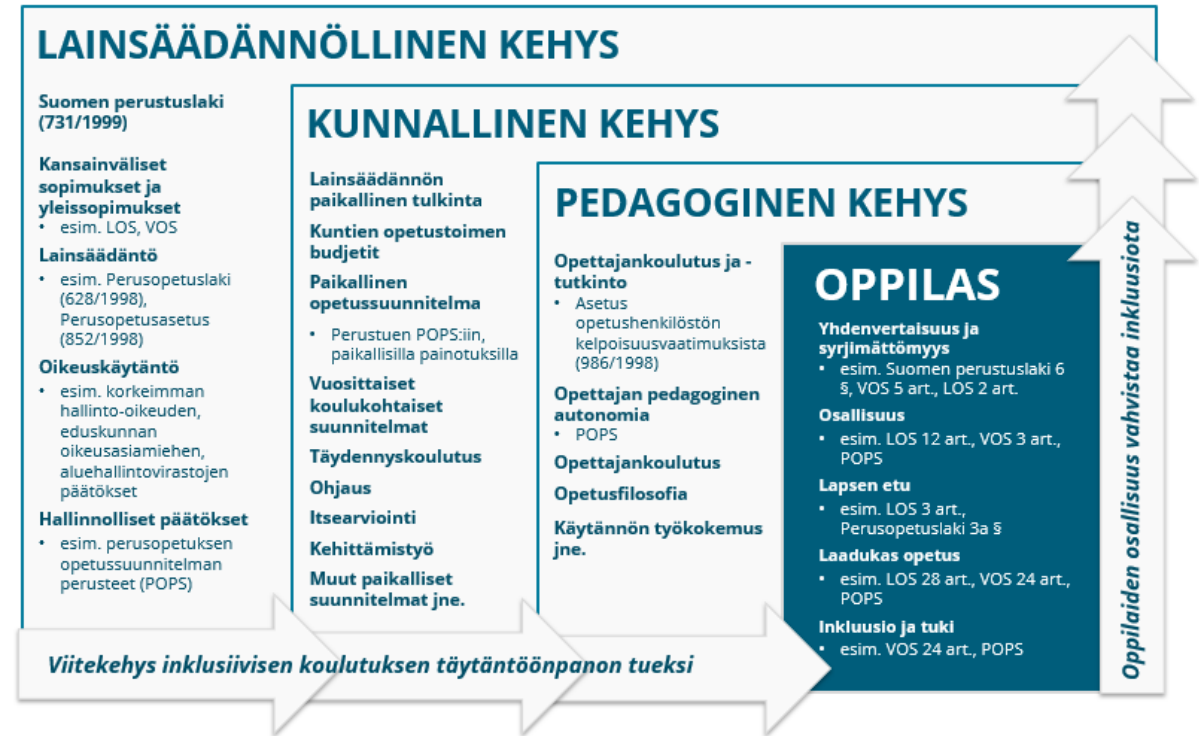 LAINSÄÄDÄNNÖLLINEN KEHYS
Suomen perustuslaki
(731/1999)
Kansainväliset
sopimukset ja
yleissopimukset
• esim. LOS, VOS
Lainsäädäntö
• esim. Perusopetuslaki
(628/1998),
Perusopetusasetus
(852/1998)
Oikeuskäytäntö
• esim. korkeimman
hallinto-oikeuden,
eduskunnan
oikeusasiamiehen,
aluehallintovirastojen
päätökset
Hallinnolliset päätökset
• esim. perusopetuksen
opetussuunnitelman
perusteet (POPS)
KUNNALLINEN KEHYS
Lainsäädännön
paikallinen tulkinta
Kuntien opetustoimen
budjetit
Paikallinen
opetussuunnitelma
• Perustuen POPS:iin,
paikallisilla painotuksilla
Vuosittaiset
koulukohtaiset
suunnitelmat
Täydennyskoulutus
Ohjaus
Itsearviointi
Kehittämistyö
Muut paikalliset
suunnitelmat jne.
PEDAGOGINEN KEHYS
Opettajankoulutus ja -
tutkinto
• Asetus
opetushenkilöstön
kelpoisuusvaatimuksista
(986/1998)
Opettajan pedagoginen
autonomia
• POPS
Opettajankoulutus
Opetusfilosofia
Käytännön työkokemus
jne.
OPPILAS
Yhdenvertaisuus ja
syrjimättömyys
• esim. Suomen perustuslaki 6
§, VOS 5 art., LOS 2 art.
Osallisuus
• esim. LOS 12 art., VOS 3 art.,
POPS
Lapsen etu
• esim. LOS 3 art.,
Perusopetuslaki 3a §
Laadukas opetus
• esim. LOS 28 art., VOS 24 art.,
POPS
Inkluusio ja tuki
• esim. VOS 24 art., POPS
Viitekehys inklusiivisen koulutuksen täytäntöönpanon tueksi
Oppilaiden osallisuus vahvistaa inkluusiota